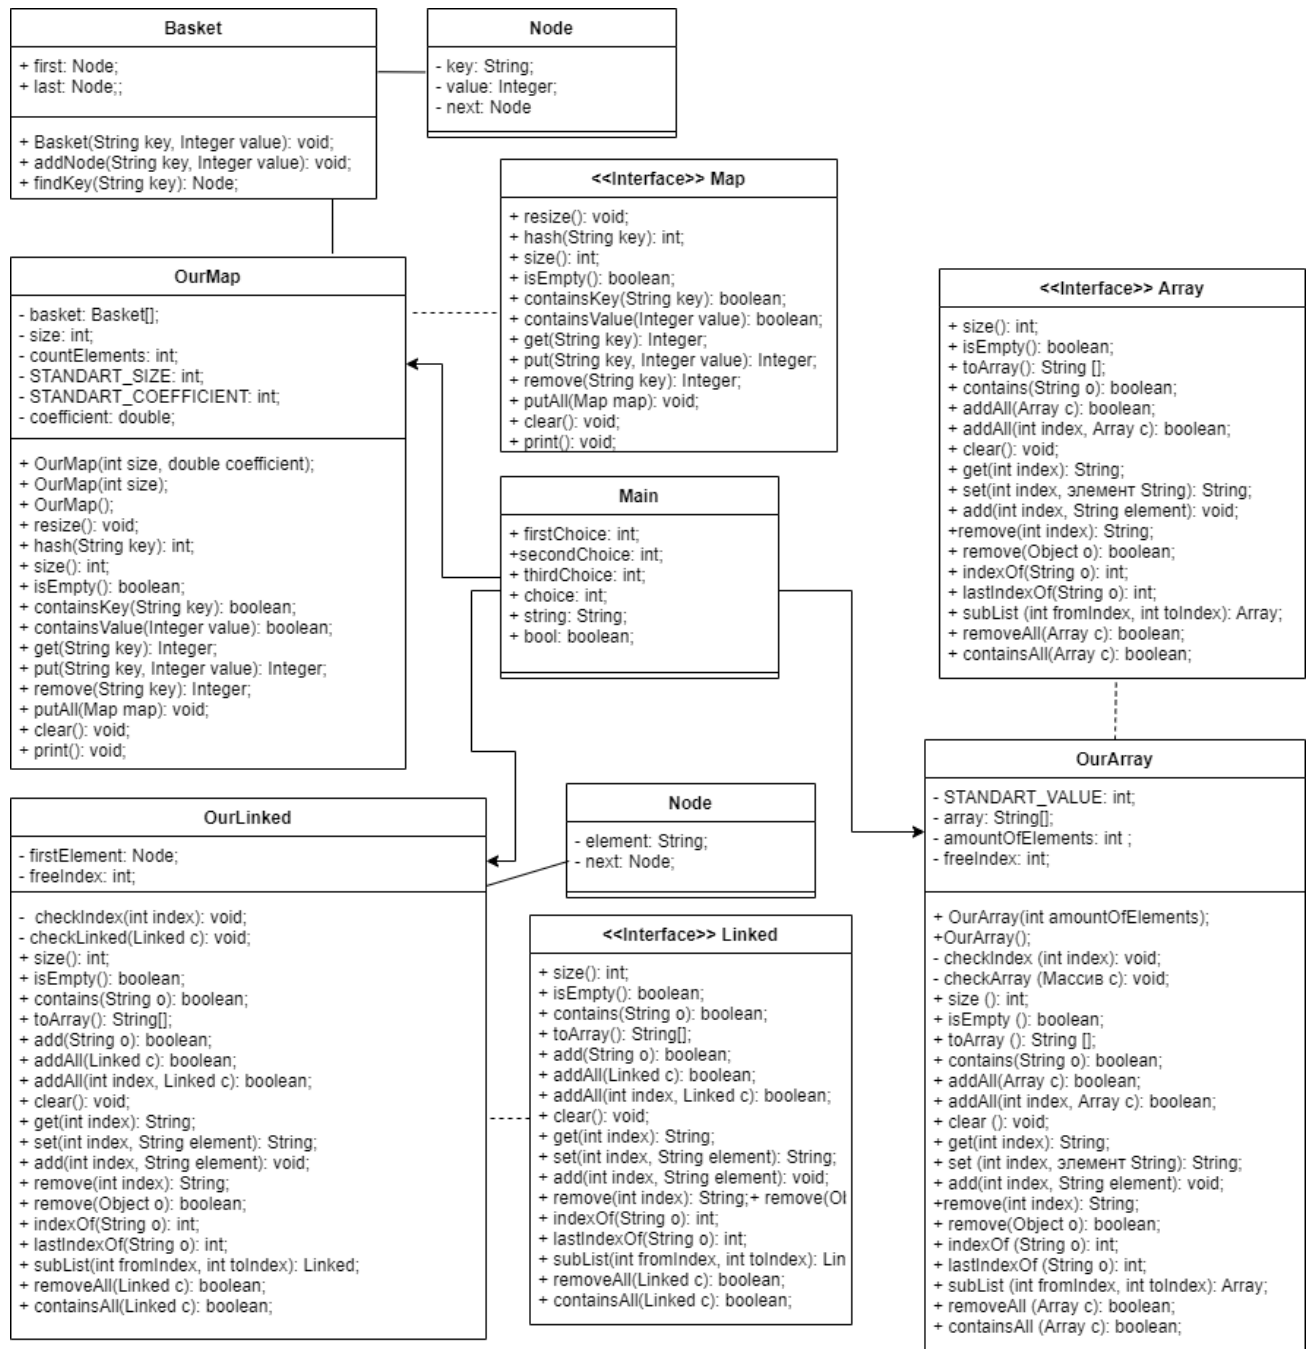 Basket
+ first: Node;
+ last: Node;;
+ Basket(String key, Integer value): void;
+ addNode(String key, Integer value): void;
+ findKey(String key): Node;
Node
- key: String;
- value: Integer;
- next: Node
<<Interface>> Map
+ resize(): void;
+ hash(String key): int;
+ size(): int;
+ isEmpty(): boolean;
+ containsKey(String key): boolean;
+ containsValue(Integer value): boolean;
+ get(String key): Integer;
+ put(String key, Integer value): Integer;
+ remove(String key): Integer;
+ putAll(Map map): void;
+ clear(): void;
+ print(): void;
OurMap
- basket: Basket[];
- size: int;
- countElements: int;
- STANDART_SIZE: int;
- STANDART_COEFFICIENT: int;
- coefficient: double;
+ OurMap(int size, double coefficient);
+ OurMap(int size);
+ OurMap();
+ resize(): void;
+ hash(String key): int;
+ size(): int;
+ isEmpty(): boolean;
+ containsKey(String key): boolean;
+ containsValue(Integer value): boolean;
+ get(String key): Integer;
+ put(String key, Integer value): Integer;
+ remove(String key): Integer;
+ putAll(Map map): void;
+ clear(): void;
+ print(): void;
<<Interface>> Array
+ size(): int;
+ isEmpty(): boolean;
+ toArray(): String [];
+ contains(String o): boolean;
+ addAll(Array c): boolean;
+ addAll(int index, Array c): boolean;
+ clear(): void;
+ get(int index): String;
+ set(int index, элемент String): String;
+ add(int index, String element): void;
+remove(int index): String;
+ remove(Object o): boolean;
+ indexOf(String o): int;
+ lastIndexOf(String o): int;
+ subList (int fromIndex, int toIndex): Array;
+ removeAll(Array c): boolean;
+ containsAll(Array c): boolean;
Main
+ firstChoice: int;
+secondChoice: int;
+ thirdChoice: int;
+ choice: int;
+ string: String;
+ bool: boolean;
OurLinked
- firstElement: Node;
- freeIndex: int;
- checkIndex(int index): void;
- checkLinked(Linked c): void;
+ size(): int;
+ isEmpty(): boolean;
+ contains(String o): boolean;
+ toArray(): String[];
+ add(String o): boolean;
+ addAll(Linked c): boolean;
+ addAll(int index, Linked c): boolean;
+ clear(): void;
+ get(int index): String;
+ set(int index, String element): String;
+ add(int index, String element): void;
+ remove(int index): String;
+ remove(Object o): boolean;
+ indexOf(String o): int;
+ lastIndexOf(String o): int;
+ subList(int fromIndex, int toIndex): Linked;
+ removeAll(Linked c): boolean;
+ containsAll(Linked c): boolean;
Node
- element: String;
- next: Node;
<<Interface>> Linked
+ size(): int;
+ isEmpty(): boolean;
+ contains(String o): boolean;
+ toArray(): String[];
+ add(String o): boolean;
+ addAll(Linked c): boolean;
+ addAll(int index, Linked c): boolean;
+ clear(): void;
+ get(int index): String;
+ set(int index, String element): String;
+ add(int index, String element): void;
+ remove(int index): String;+ remove(
+ indexOf(String o): int;
+ lastIndexOf(String o): int;
+ subList(int fromIndex, int toIndex): Lin
+ removeAll(Linked c): boolean;
+ containsAll(Linked c): boolean;
OurArray
- STANDART_VALUE: int;
- array: String[];
- amountOfElements: int ;
- freeIndex: int;
+ OurArray(int amountOfElements);
+OurArray();
- checkIndex (int index): void;
- checkArray (Массив c): void;
+ size (): int;
+ isEmpty (): boolean;
+ toArray (): String [];
+ contains(String o): boolean;
+ addAll(Array c): boolean;
+ addAll(int index, Array c): boolean;
+ clear (): void;
+ get(int index): String;
+ set (int index, элемент String): String;
+ add(int index, String element): void;
+remove(int index): String;
+ remove(Object o): boolean;
+ indexOf (String o): int;
+ lastIndexOf (String o): int;
+ subList (int fromIndex, int toIndex): Array;
+ removeAll (Array c): boolean;
+ containsAll (Array c): boolean;